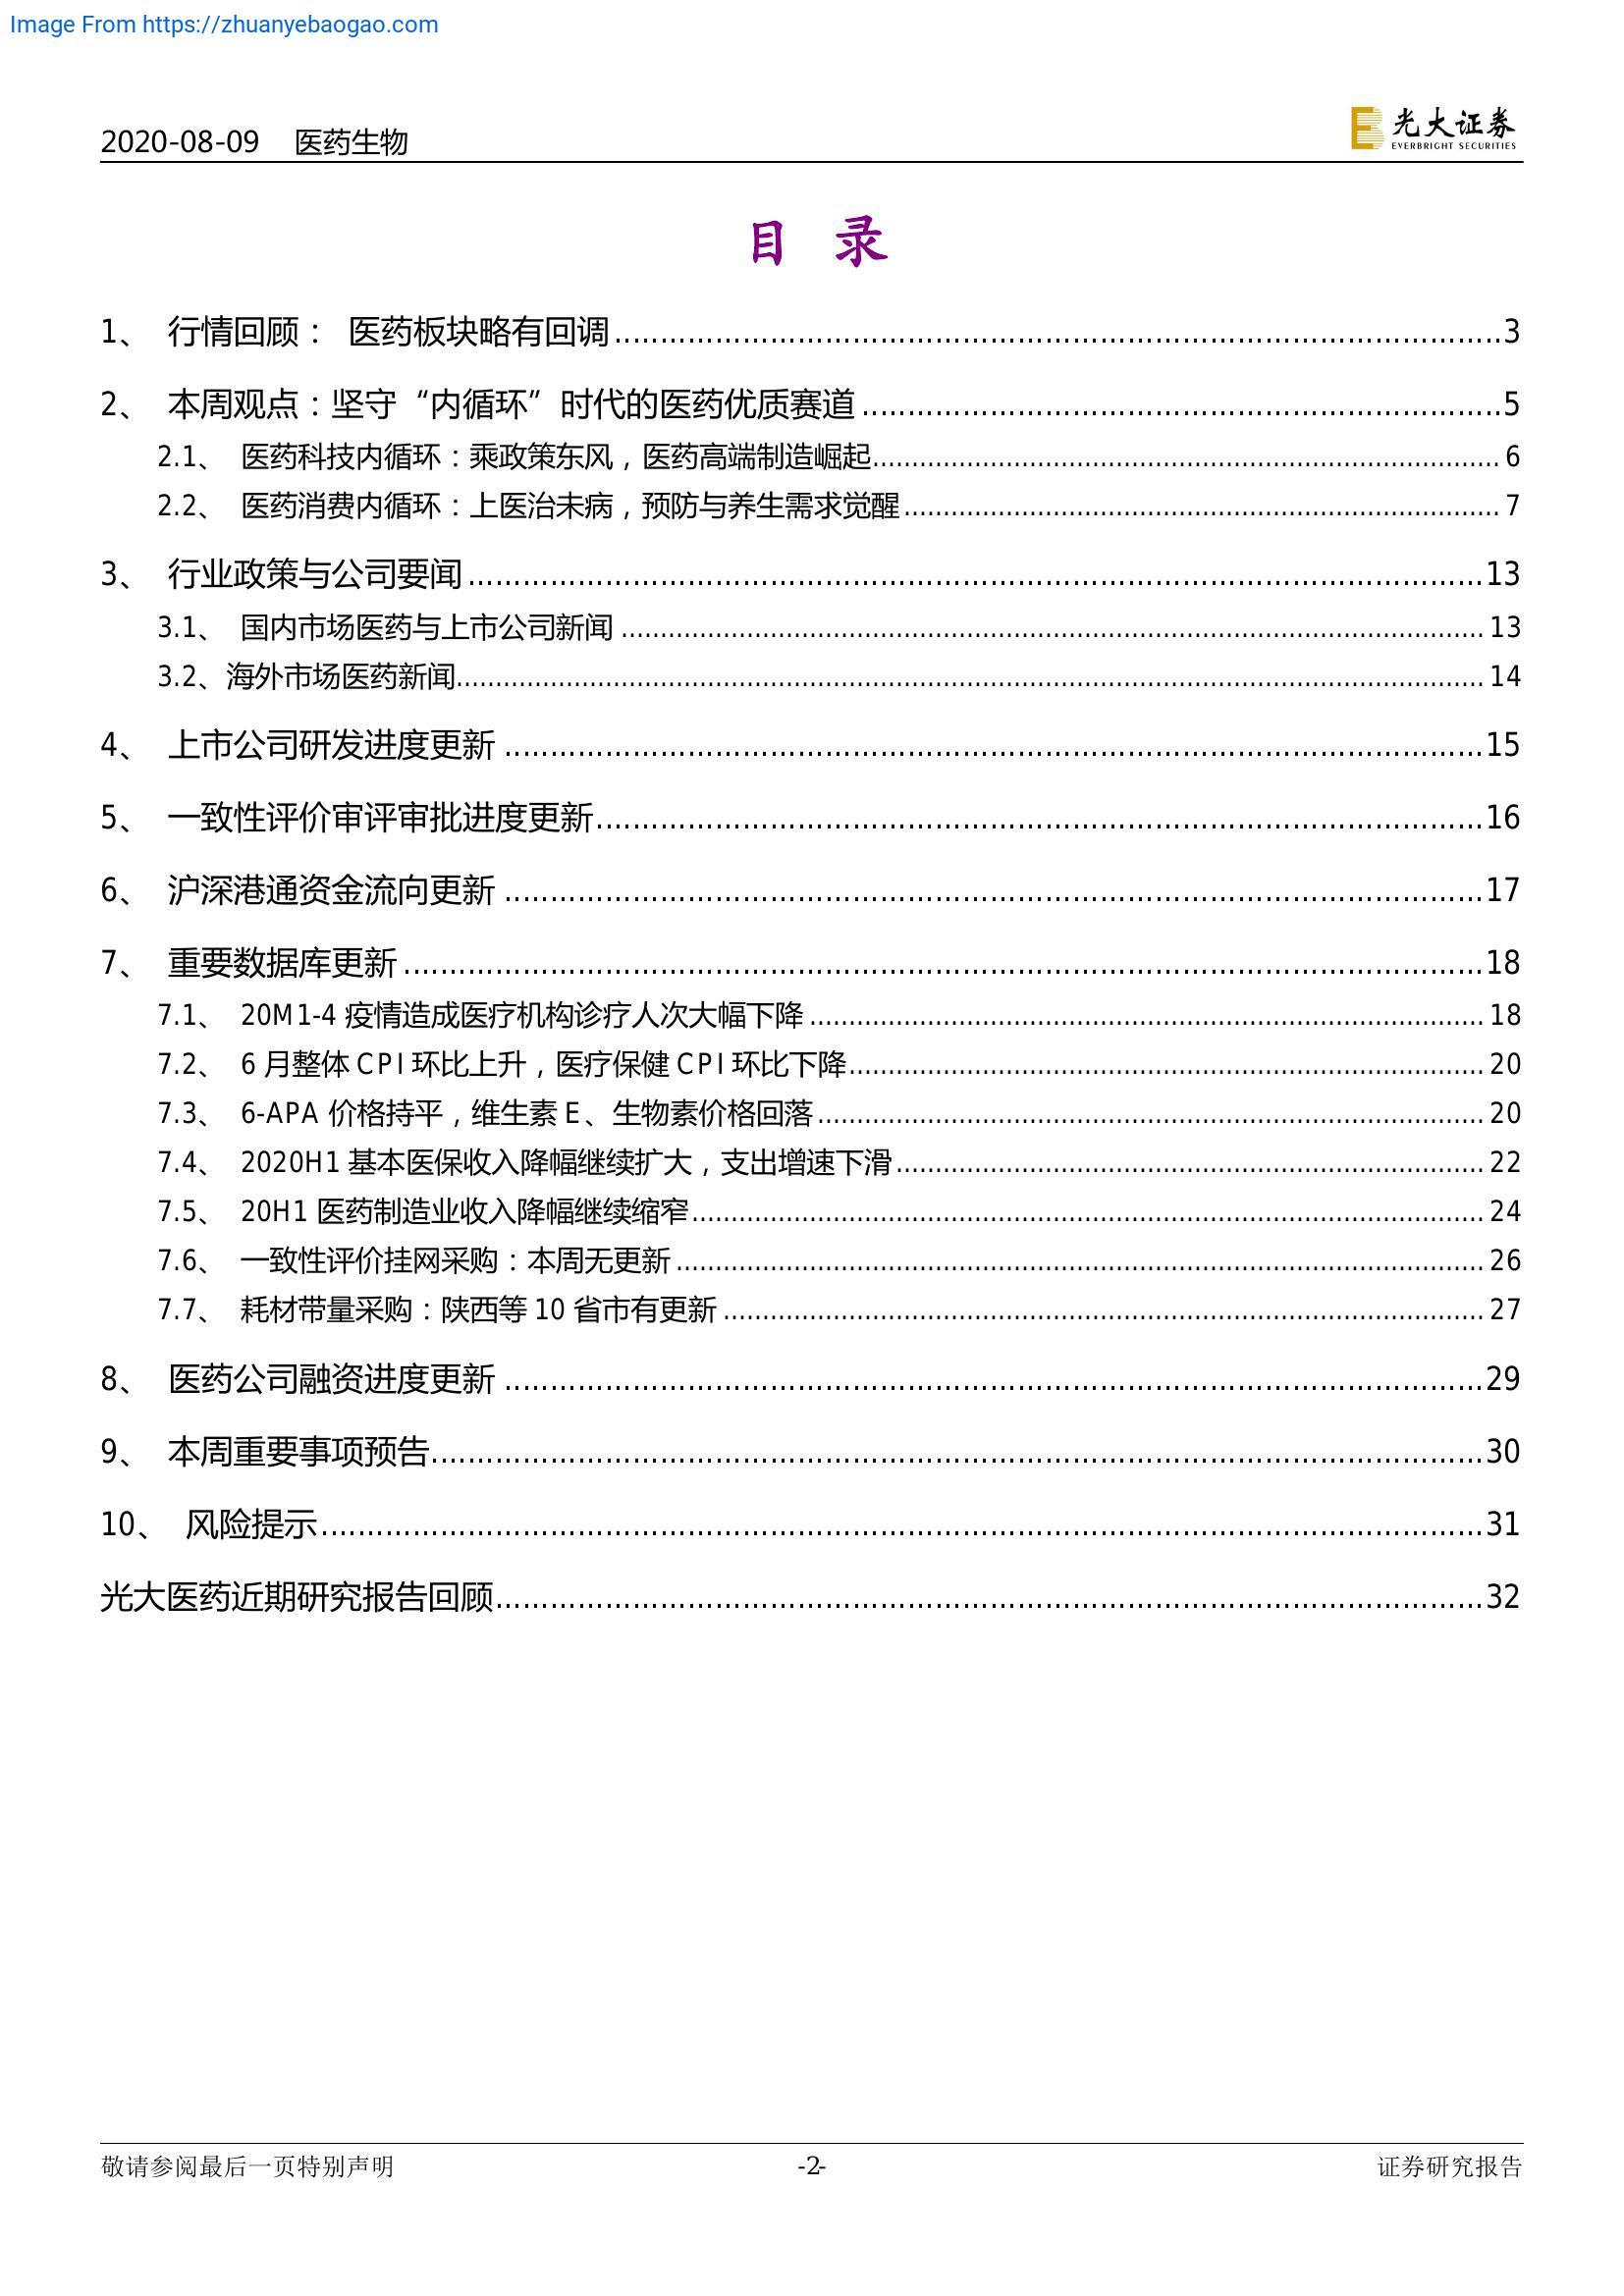 Image From https://zhuanyebaogao.com
2020-08-09 医药生物
光大证券
EVERBRIGHT SECURITIES
目 录
1、 行情回顾： 医药板块略有回调 3
2、 本周观点：坚守“内循环”时代的医药优质赛道 5
2.1、 医药科技内循环：乘政策东风，医药高端制造崛起 6
2.2、 医药消费内循环：上医治未病，预防与养生需求觉醒 7
3、 行业政策与公司要闻 13
3.1、 国内市场医药与上市公司新闻 13
3.2、海外市场医药新闻 14
4、 上市公司研发进度更新 15
5、 一致性评价审评审批进度更新 16
6、 沪深港通资金流向更新 17
7、 重要数据库更新 18
7.1、 20M1-4 疫情造成医疗机构诊疗人次大幅下降 18
7.2、 6 月整体 CPI 环比上升，医疗保健 CPI 环比下降 20
7.3、 6-APA 价格持平，维生素 E、生物素价格回落 20
7.4、 2020H1 基本医保收入降幅继续扩大，支出增速下滑 22
7.5、 20H1 医药制造业收入降幅继续缩窄 24
7.6、 一致性评价挂网采购：本周无更新 26
7.7、 耗材带量采购：陕西等 10 省市有更新 27
8、 医药公司融资进度更新 29
9、 本周重要事项预告 30
10、 风险提示 31
光大医药近期研究报告回顾 32
敬请参阅最后一页特别声明 -2- 证券研究报告